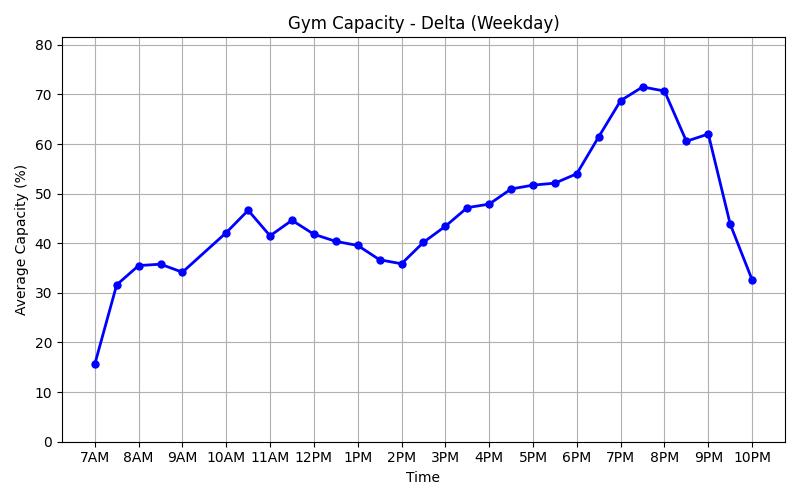 Gym Capacity - Delta (Weekday)
80
70
60
50
40
30
20
10
0
Average Capacity (%)
7AM 8AM 9AM 10AM 11AM 12PM 1PM 2PM 3PM 4PM 5PM 6PM 7PM 8PM 9PM 10PM
Time